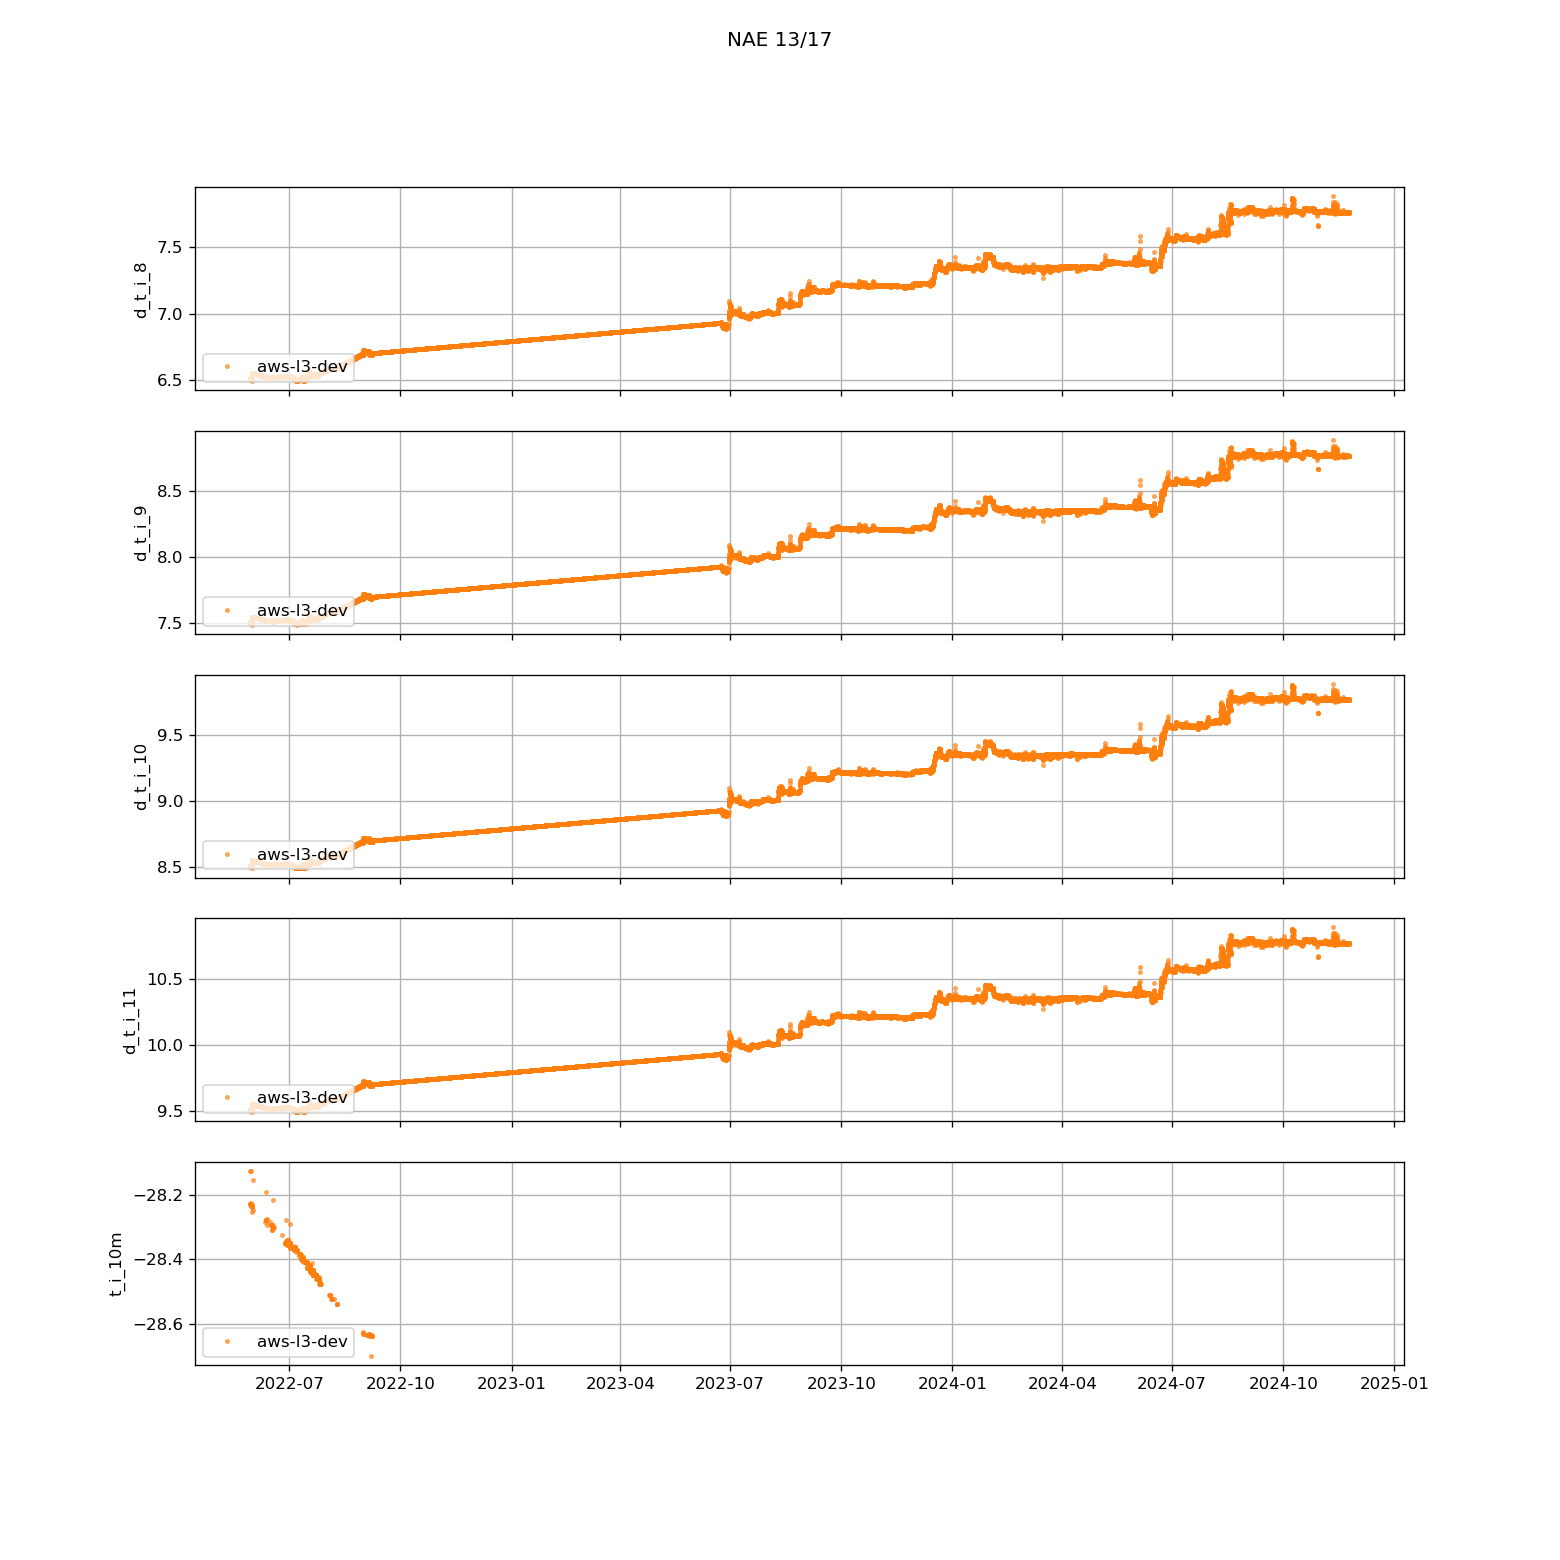 NAE 13/17
7.5
7.0
6.5
d_t_i_8
aws-l3-dev
8.5
8.0
7.5
d_t_i_9
aws-l3-dev
9.5
9.0
8.5
d_t_i_10
aws-l3-dev
10.5
10.0
9.5
d_t_i_11
aws-l3-dev
−28.2
−28.4
−28.6
t_i_10m
aws-l3-dev
2022-07 2022-10 2023-01 2023-04 2023-07 2023-10 2024-01 2024-04 2024-07 2024-10 2025-01